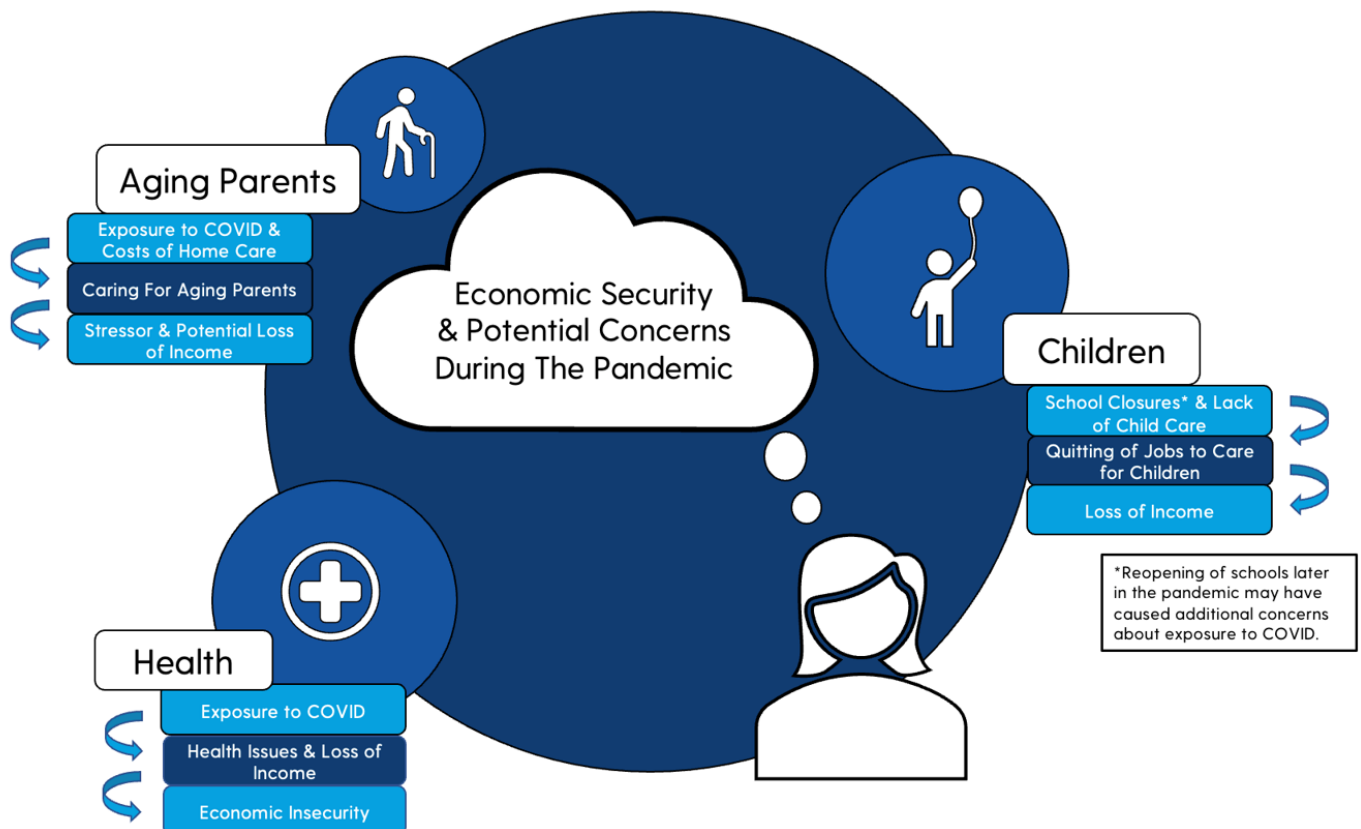 Aging Parents
Exposure to COVID &
Costs of Home Care
Caring For Aging Parents
Stressor & Potential Loss
of Income
Economic Security
& Potential Concerns
During The Pandemic
Children
School Closures* & Lack
of Child Care
Quitting of Jobs to Care
for Children
Loss of Income
*Reopening of schools later
in the pandemic may have
caused additional concerns
about exposure to COVID.
Health
Exposure to COVID
Health Issues & Loss of
Income
Economic Insecurity